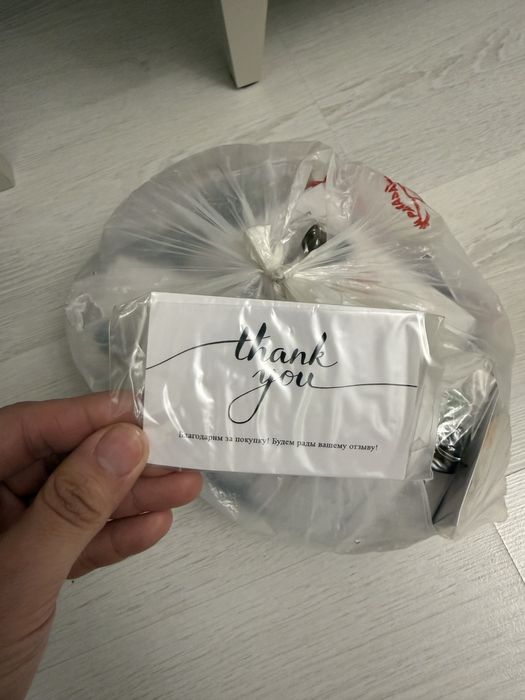 thank
you
Благодарим за покупку! Будем рады вашему отзыву!